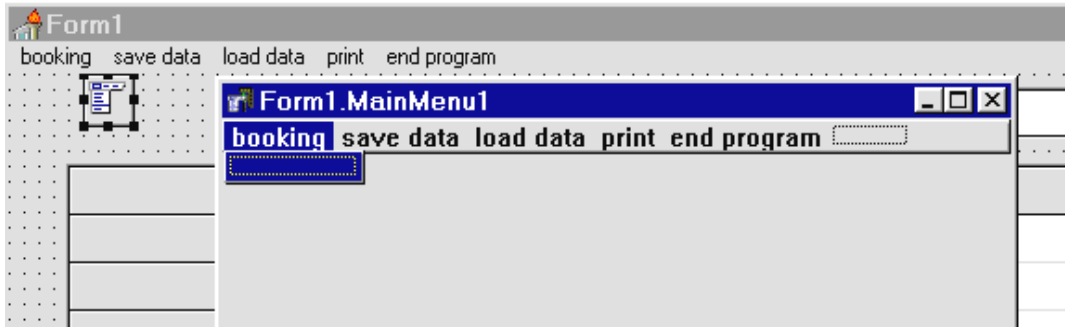 Form1
booking save data load data print end program
Form1.MainMenu1
booking save data load data print end program